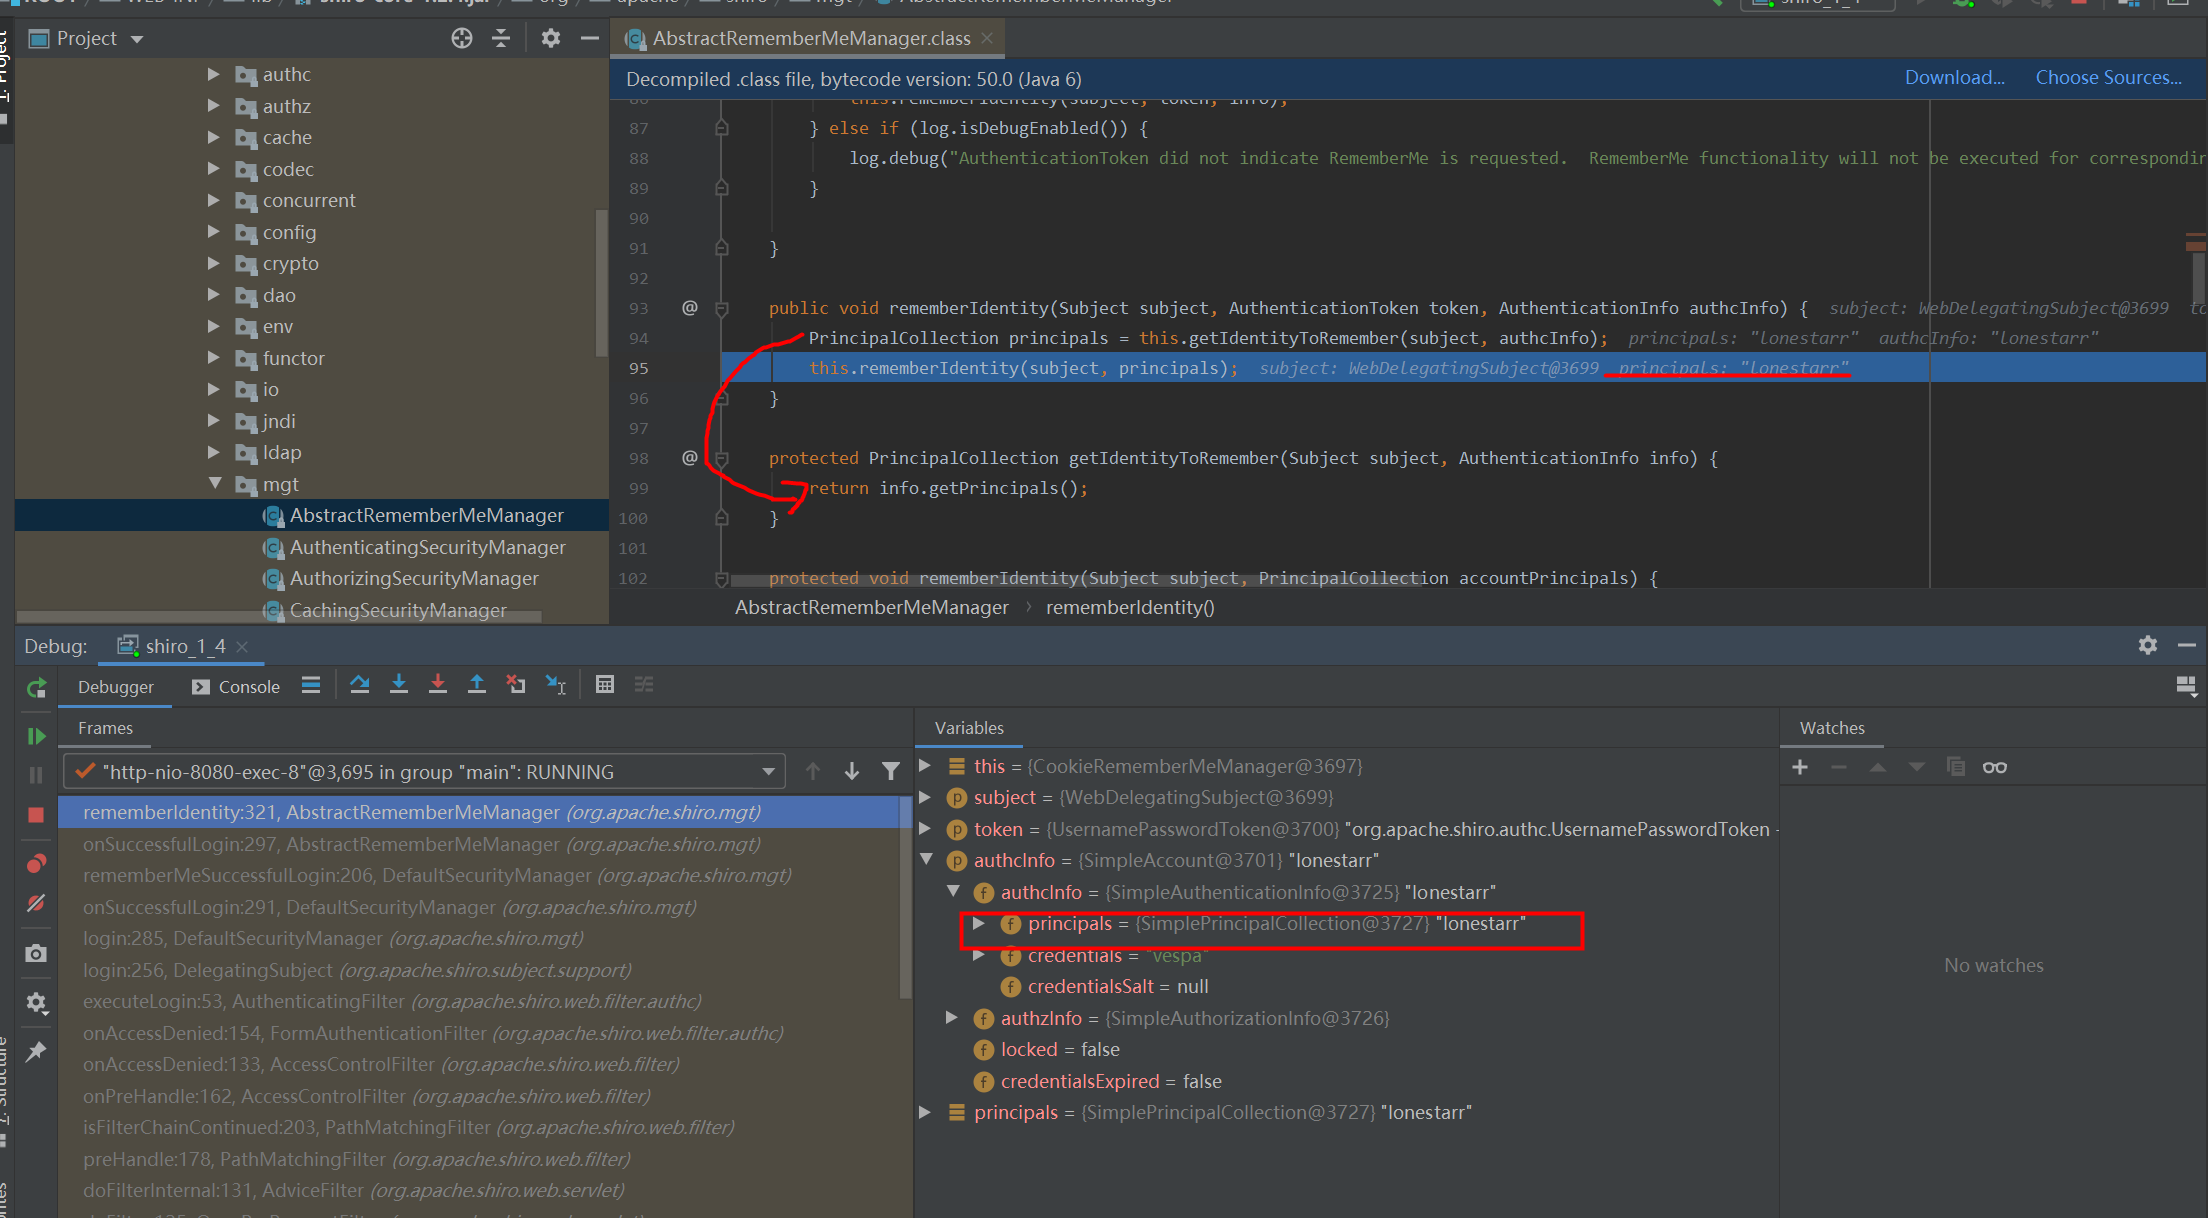 Project
AbstractRememberMeManager.class
Decompiled .class file, bytecode version: 50.0 (Java 6)
Download...
Choose Sources...
authc
authz
cache
codec
concurrent
config
crypto
dao
env
functor
io
jndi
ldap
mgt
AbstractRememberMeManager
AuthenticatingSecurityManager
AuthorizingSecurityManager
CachingSecurityManager
this.rememberIdentity(subject, token, info);
87 } else if (log.isDebugEnabled()) {
88 log.debug("AuthenticationToken did not indicate RememberMe is requested.  RememberMe functionality will not be executed for correspondin
89 }
90
91 }
92
93 @ public void rememberIdentity(Subject subject, AuthenticationToken token, AuthenticationInfo authcInfo) { subject: WebDelegatingSubject@3699
94 PrincipalCollection principals = this.getIdentityToRemember(subject, authcInfo); principals: "lonestarr" authcInfo: "lonestarr"
95 this.rememberIdentity(subject, principals); subject: WebDelegatingSubject@3699 principals: "lonestarr"
96 }
97
98 @ protected PrincipalCollection getIdentityToRemember(Subject subject, AuthenticationInfo info) {
99 return info.getPrincipals();
100 }
101
102 protected void rememberIdentity(Subject subject, PrincipalCollection accountPrincipals) {
AbstractRememberMeManager › rememberIdentity()
Debug: shiro_1_4
Debugger Console
Frames
"http-nio-8080-exec-8"@3,695 in group "main": RUNNING
rememberIdentity:321, AbstractRememberMeManager (org.apache.shiro.mgt)
onSuccessfulLogin:297, AbstractRememberMeManager (org.apache.shiro.mgt)
rememberMeSuccessfulLogin:206, DefaultSecurityManager (org.apache.shiro.mgt)
onSuccessfulLogin:291, DefaultSecurityManager (org.apache.shiro.mgt)
login:285, DefaultSecurityManager (org.apache.shiro.mgt)
login:256, DelegatingSubject (org.apache.shiro.subject.support)
executeLogin:53, AuthenticatingFilter (org.apache.shiro.web.filter.authc)
onAccessDenied:154, FormAuthenticationFilter (org.apache.shiro.web.filter.authc)
onAccessDenied:133, AccessControlFilter (org.apache.shiro.web.filter)
onPreHandle:162, AccessControlFilter (org.apache.shiro.web.filter)
isFilterChainContinued:203, PathMatchingFilter (org.apache.shiro.web.filter)
preHandle:178, PathMatchingFilter (org.apache.shiro.web.filter)
doFilterInternal:131, AdviceFilter (org.apache.shiro.web.servlet)
Variables
this = {CookieRememberMeManager@3697}
subject = {WebDelegatingSubject@3699}
token = {UsernamePasswordToken@3700} "org.apache.shiro.authc.UsernamePasswordToken -
authcInfo = {SimpleAccount@3701} "lonestarr"
authcInfo = {SimpleAuthenticationInfo@3725} "lonestarr"
principals = {SimplePrincipalCollection@3727} "lonestarr"
credentials = "vespa"
credentialsSalt = null
authzInfo = {SimpleAuthorizationInfo@3726}
locked = false
credentialsExpired = false
principals = {SimplePrincipalCollection@3727} "lonestarr"
Watches
No watches